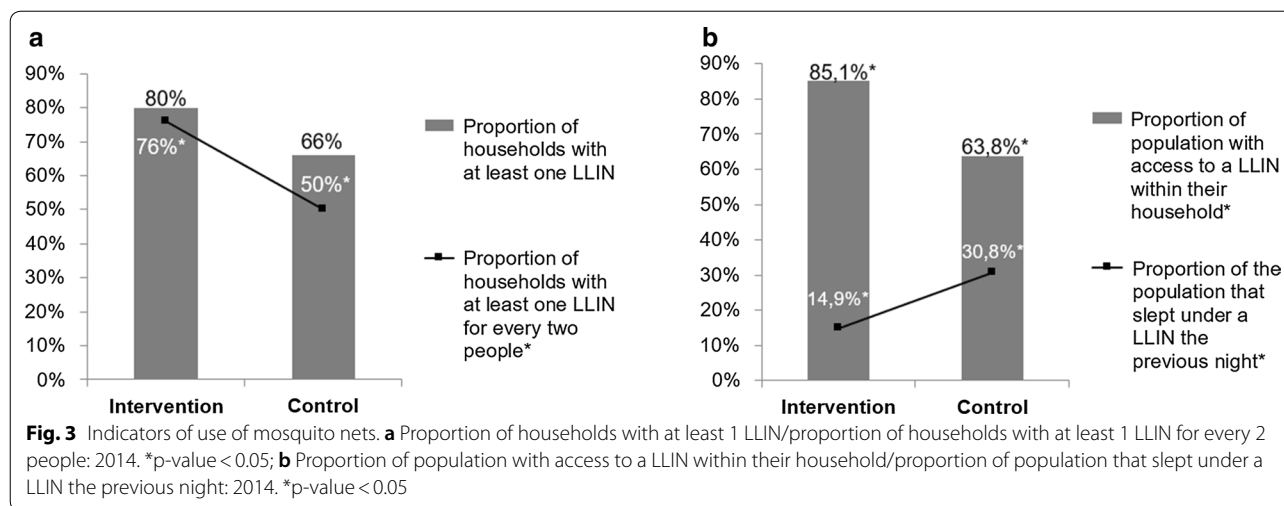 a
90%
80%
70%
60%
50%
40%
30%
20%
10%
0%
80%
76%*
66%
50%*
Intervention
Control
Proportion of
households with
at least one LLIN
Proportion of
households with
at least one LLIN
for every two
people*
b
90%
80%
70%
60%
50%
40%
30%
20%
10%
0%
85,1%*
14,9%*
63,8%*
30,8%*
Intervention
Control
Proportion of
population with
access to a LLIN
within their
household*
Proportion of the
population that
slept under a
LLIN the
previous night*
Fig. 3 Indicators of use of mosquito nets. a Proportion of households with at least 1 LLIN/proportion of households with at least 1 LLIN for every 2
people: 2014. *p-value < 0.05; b Proportion of population with access to a LLIN within their household/proportion of population that slept under a
LLIN the previous night: 2014. *p-value < 0.05